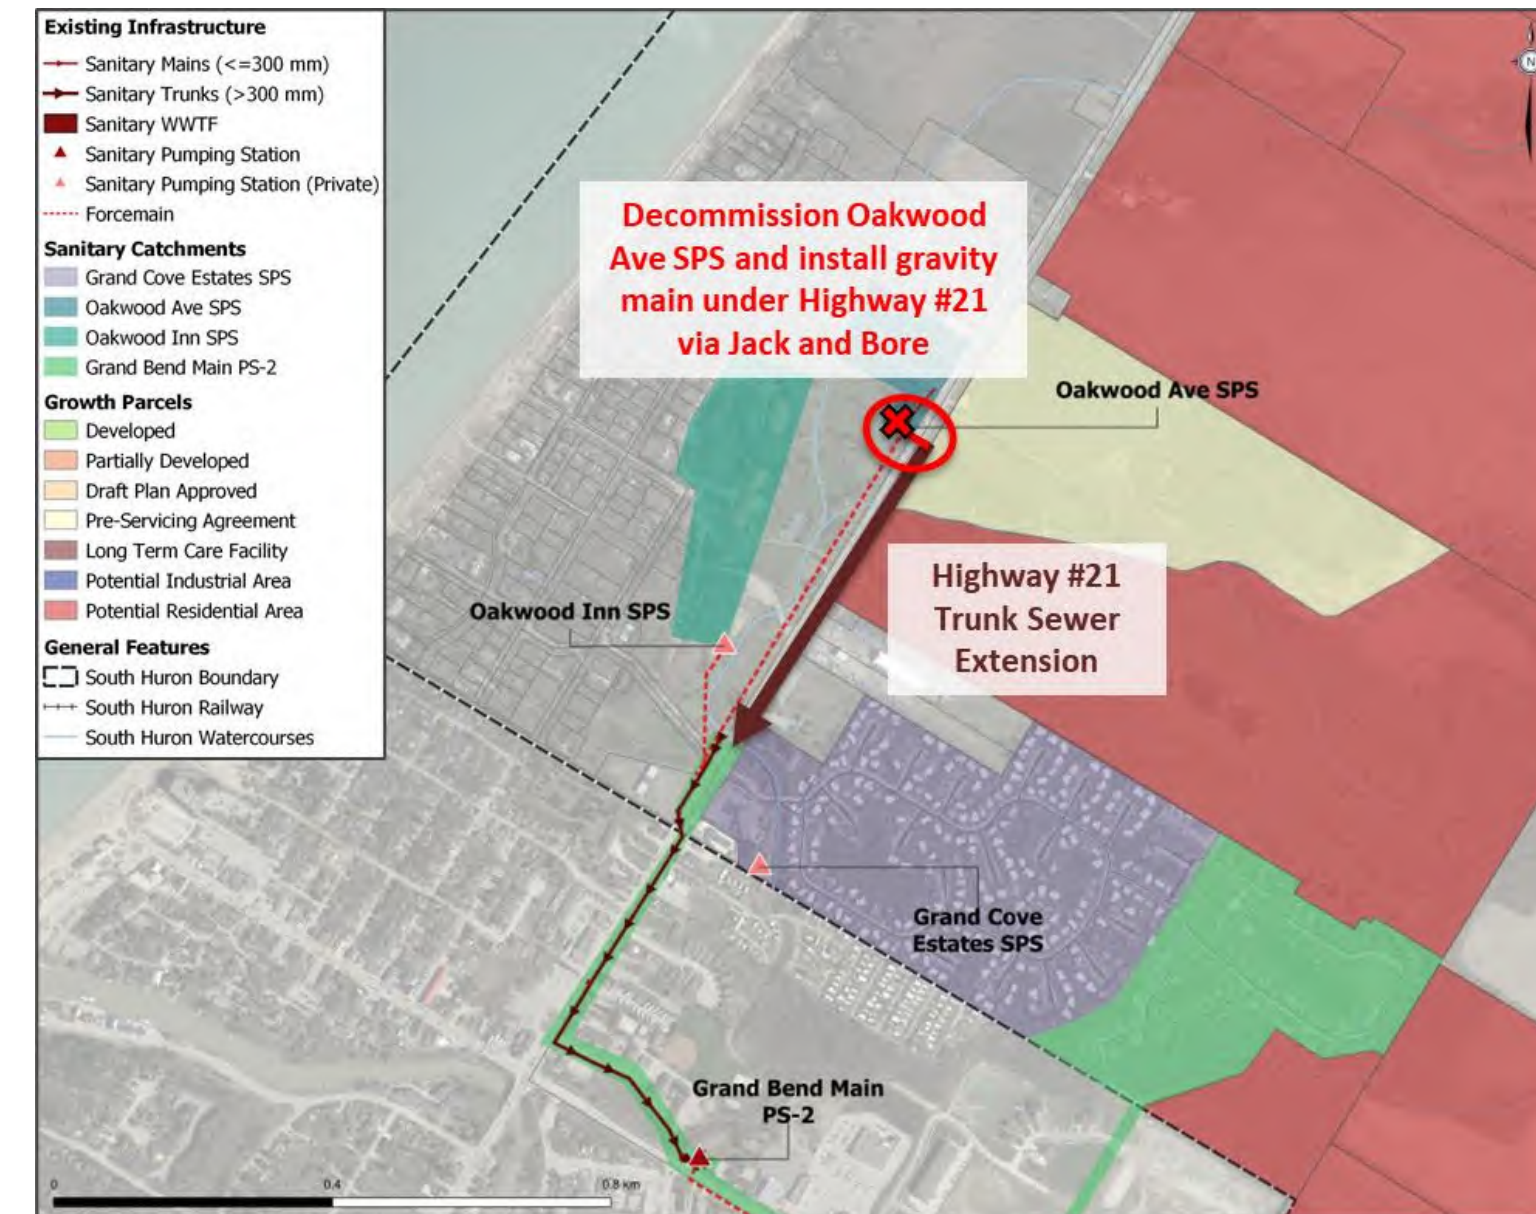 Existing Infrastructure
Sanitary Mains (<=300 mm)
Sanitary Trunks (>300 mm)
Sanitary WWTF
Sanitary Pumping Station
Sanitary Pumping Station (Private)
Forcemain
Sanitary Catchments
Grand Cove Estates SPS
Oakwood Ave SPS
Oakwood Inn SPS
Grand Bend Main PS-2
Growth Parcels
Developed
Partially Developed
Draft Plan Approved
Pre-Servicing Agreement
Long Term Care Facility
Potential Industrial Area
Potential Residential Area
General Features
South Huron Boundary
South Huron Railway
South Huron Watercourses
N
Decommission Oakwood
Ave SPS and install gravity
main under Highway #21
via Jack and Bore
Oakwood Ave SPS
Highway #21
Trunk Sewer
Extension
Oakwood Inn SPS
Grand Cove
Estates SPS
Grand Bend Main
PS-2
0 0.4 0.8 km